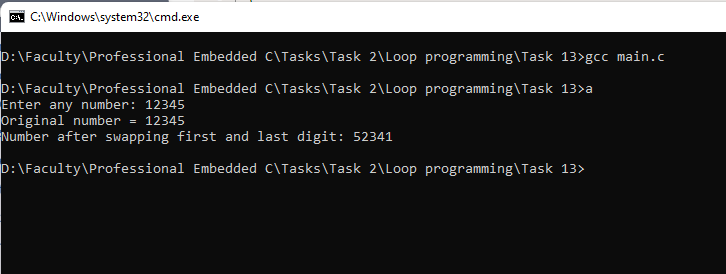 C:\Windows\system32\cmd.exe
D:\Faculty\Professional Embedded C\Tasks\Task 2\Loop programming\Task 13>gcc main.c
D:\Faculty\Professional Embedded C\Tasks\Task 2\Loop programming\Task 13>a
Enter any number: 12345
Original number = 12345
Number after swapping first and last digit: 52341
D:\Faculty\Professional Embedded C\Tasks\Task 2\Loop programming\Task 13>